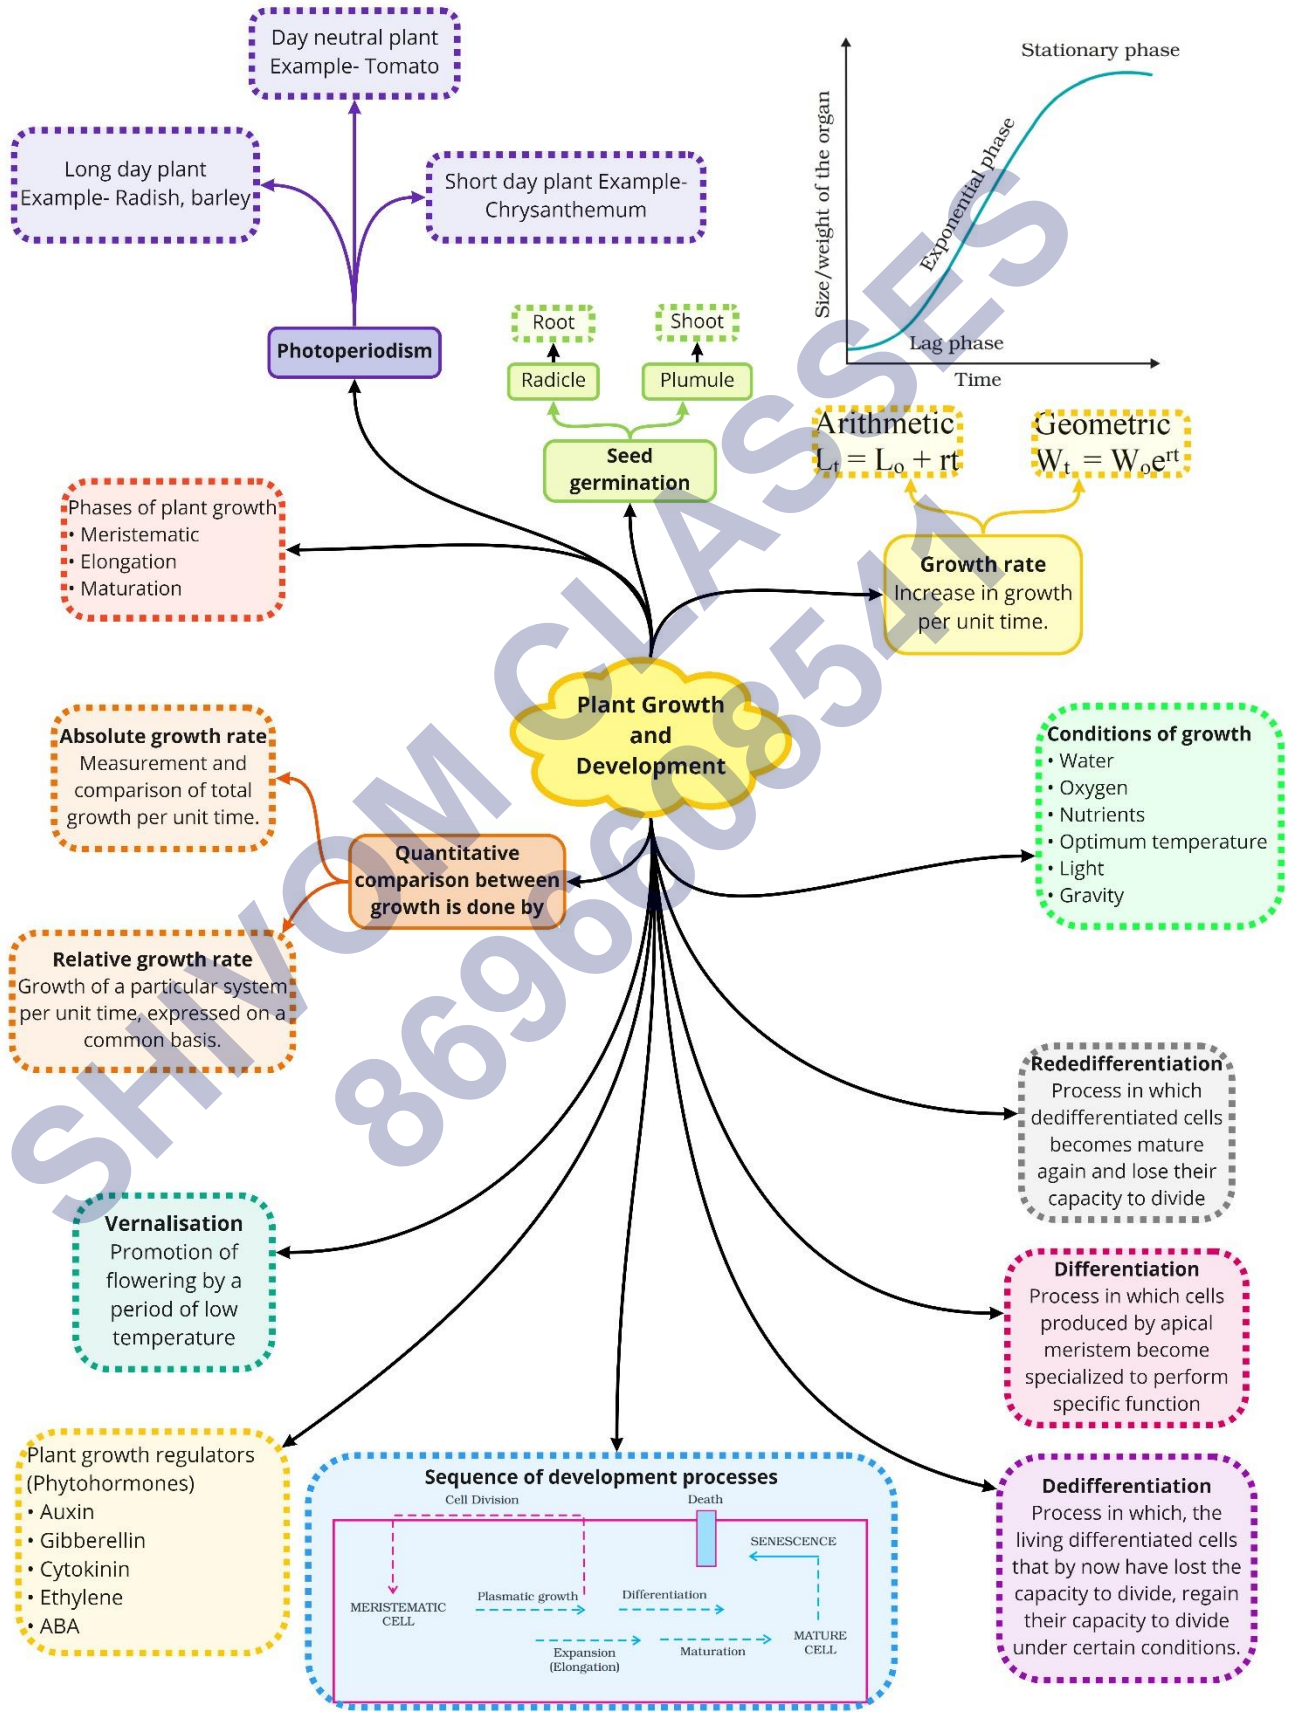 Day neutral plant
Example- Tomato
Long day plant
Example- Radish, barley
Short day plant Example-
Chrysanthemum
Photoperiodism
Root
Shoot
Radicle
Plumule
Seed
germination
Size/weight of the organ
Stationary phase
Exponential phase
Lag phase
Time
Arithmetic
Lt = Lo + rt
Geometric
Wt = Woe^rt
Growth rate
Increase in growth
per unit time.
Phases of plant growth
• Meristematic
• Elongation
• Maturation
Plant Growth
and
Development
Absolute growth rate
Measurement and
comparison of total
growth per unit time.
Quantitative
comparison between
growth is done by
Relative growth rate
Growth of a particular system
per unit time, expressed on a
common basis.
Conditions of growth
• Water
• Oxygen
• Nutrients
• Optimum temperature
• Light
• Gravity
Rededifferentiation
Process in which
dedifferentiated cells
becomes mature
again and lose their
capacity to divide
Vernalisation
Promotion of
flowering by a
period of low
temperature
Differentiation
Process in which cells
produced by apical
meristem become
specialized to perform
specific function
Plant growth regulators
(Phytohormones)
• Auxin
• Gibberellin
• Cytokinin
• Ethylene
• ABA
Sequence of development processes
Cell Division
Death
SENESCENCE
MERISTEMATIC
CELL
Plasmatic growth
Differentiation
Expansion
(Elongation)
Maturation
MATURE
CELL
Dedifferentiation
Process in which, the
living differentiated cells
that by now have lost the
capacity to divide, regain
their capacity to divide
under certain conditions.
SHIVOM CLASSES
8696608541